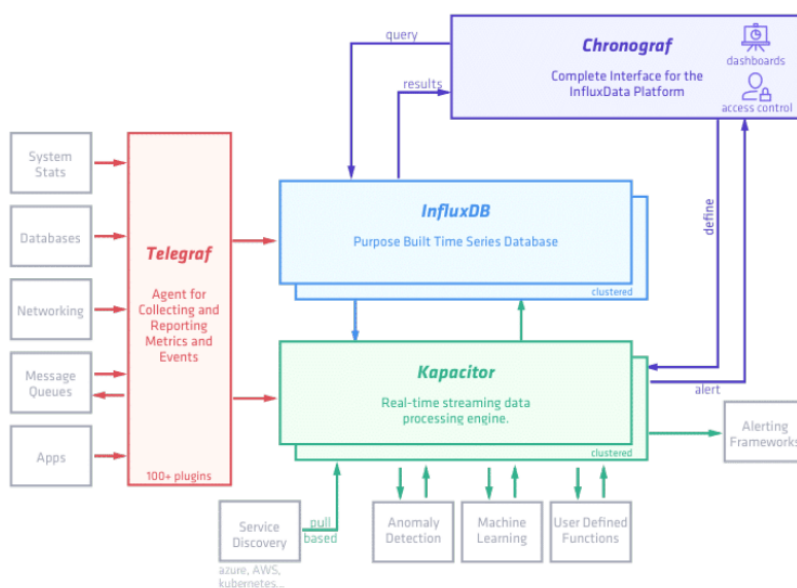 query
Chronograf
dashboards
Complete Interface for the
InfluxData Platform
results
access control
System
Stats
Databases
Networking
Message
Queues
Apps
Telegraf
Agent for
Collecting and
Reporting
Metrics and
Events
100+ plugins
InfluxDB
Purpose Built Time Series Database
clustered
define
Kapacitor
Real-time streaming data
processing engine.
clustered
alert
Alerting
Frameworks
Service
Discovery
pull
based
azure, AWS,
kubernetes...
Anomaly
Detection
Machine
Learning
User Defined
Functions